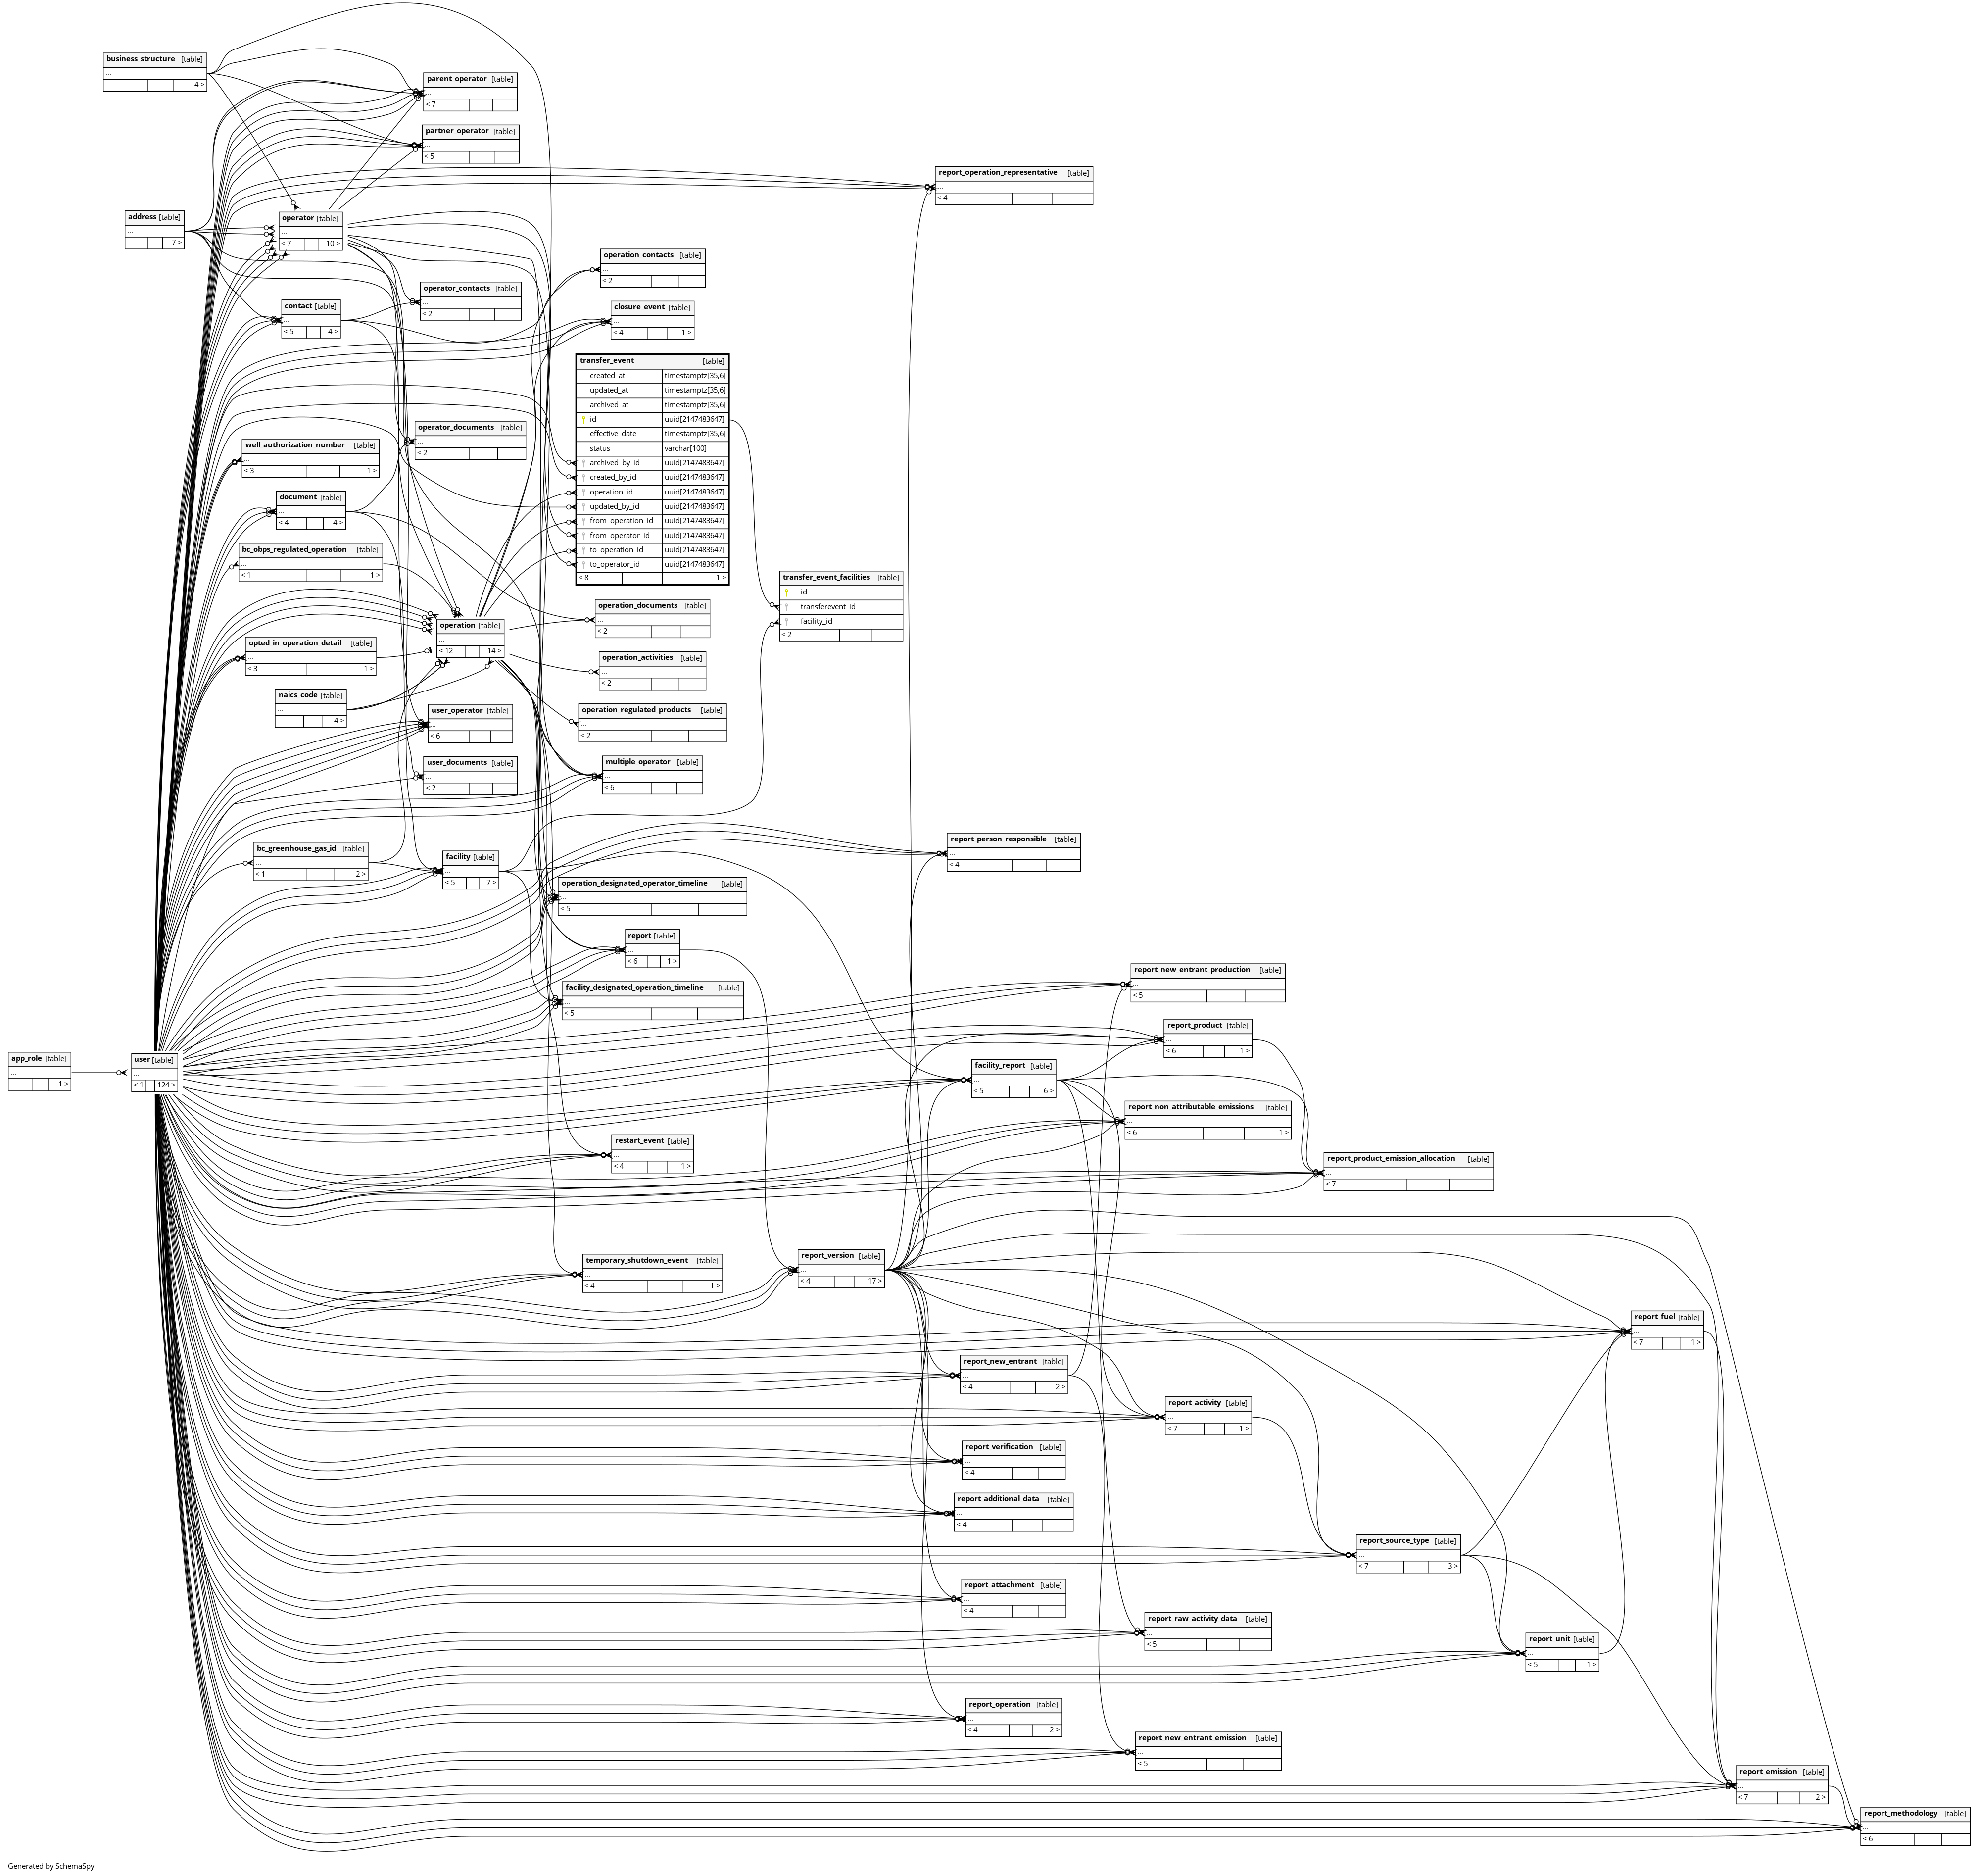 business_structure [table]
...
4 >
parent_operator [table]
...
< 7
partner_operator [table]
...
< 5
report_operation_representative [table]
...
< 4
address [table]
...
7 >
operator [table]
...
< 7 10 >
operation_contacts [table]
...
< 2
operator_contacts [table]
...
< 2
contact [table]
...
< 5 4 >
closure_event [table]
...
< 4 1 >
transfer_event [table]
created_at timestamptz[35,6]
updated_at timestamptz[35,6]
archived_at timestamptz[35,6]
id uuid[2147483647]
effective_date timestamptz[35,6]
status varchar[100]
archived_by_id uuid[2147483647]
created_by_id uuid[2147483647]
operation_id uuid[2147483647]
updated_by_id uuid[2147483647]
from_operation_id uuid[2147483647]
from_operator_id uuid[2147483647]
to_operation_id uuid[2147483647]
to_operator_id uuid[2147483647]
< 8 1 >
operator_documents [table]
...
< 2
well_authorization_number [table]
...
< 3 1 >
document [table]
...
< 4 4 >
bc_obps_regulated_operation [table]
...
< 1 1 >
transfer_event_facilities [table]
id
transferevent_id
facility_id
< 2
operation_documents [table]
...
< 2
operation [table]
...
< 12 14 >
opted_in_operation_detail [table]
...
< 3 1 >
operation_activities [table]
...
< 2
naics_code [table]
...
4 >
user_operator [table]
...
< 6
operation_regulated_products [table]
...
< 2
user_documents [table]
...
< 2
multiple_operator [table]
...
< 6
report_person_responsible [table]
...
< 4
bc_greenhouse_gas_id [table]
...
< 1 2 >
facility [table]
...
< 5 7 >
operation_designated_operator_timeline [table]
...
< 5
report [table]
...
< 6 1 >
report_new_entrant_production [table]
...
< 5
facility_designated_operation_timeline [table]
...
< 5
report_product [table]
...
< 6 1 >
app_role [table]
...
1 >
user [table]
...
< 1 124 >
facility_report [table]
...
< 5 6 >
report_non_attributable_emissions [table]
...
< 6 1 >
restart_event [table]
...
< 4 1 >
report_product_emission_allocation [table]
...
< 7
temporary_shutdown_event [table]
...
< 4 1 >
report_version [table]
...
< 4 17 >
report_fuel [table]
...
< 7 1 >
report_new_entrant [table]
...
< 4 2 >
report_activity [table]
...
< 7 1 >
report_verification [table]
...
< 4
report_additional_data [table]
...
< 4
report_source_type [table]
...
< 7 3 >
report_attachment [table]
...
< 4
report_raw_activity_data [table]
...
< 5
report_unit [table]
...
< 5 1 >
report_operation [table]
...
< 4 2 >
report_new_entrant_emission [table]
...
< 5
report_emission [table]
...
< 7 2 >
report_methodology [table]
...
< 6
Generated by SchemaSpy